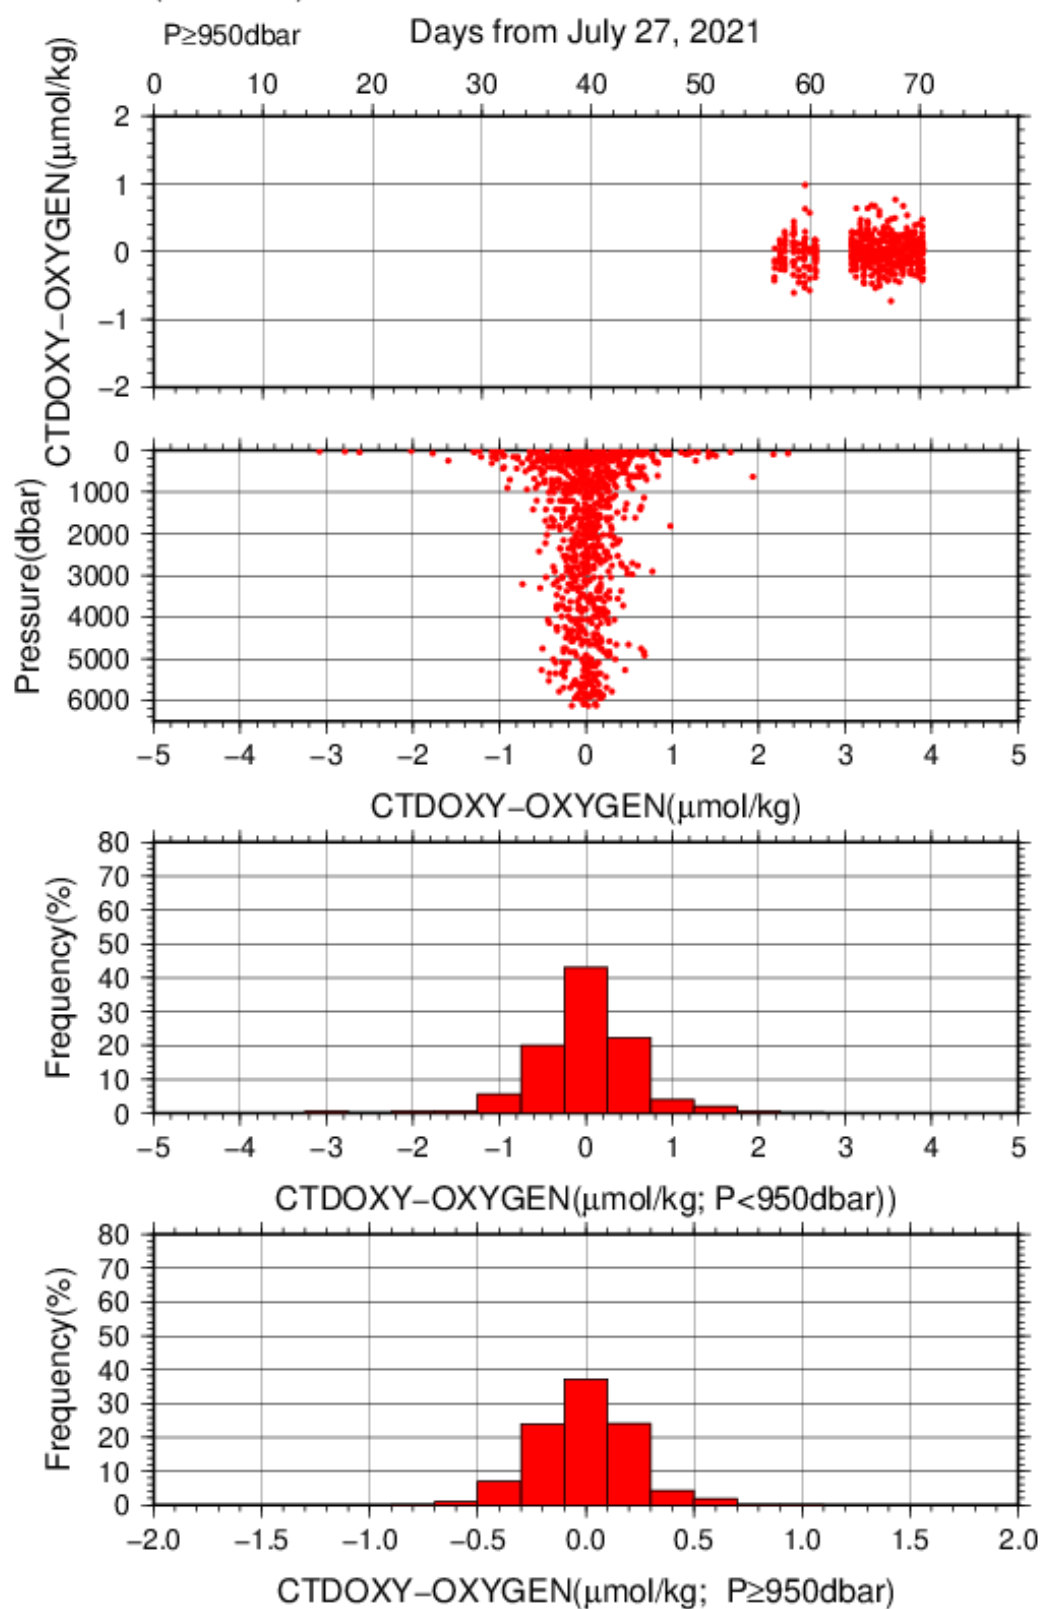 P≥950dbar Days from July 27, 2021
0 10 20 30 40 50 60 70
CTDOXY−OXYGEN(μmol/kg)
2
1
0
−1
−2
Pressure(dbar)
0
1000
2000
3000
4000
5000
6000
−5 −4 −3 −2 −1 0 1 2 3 4 5
CTDOXY−OXYGEN(μmol/kg)
Frequency(%)
80
70
60
50
40
30
20
10
0
−5 −4 −3 −2 −1 0 1 2 3 4 5
CTDOXY−OXYGEN(μmol/kg; P<950dbar))
Frequency(%)
80
70
60
50
40
30
20
10
0
−2.0 −1.5 −1.0 −0.5 0.0 0.5 1.0 1.5 2.0
CTDOXY−OXYGEN(μmol/kg; P≥950dbar)